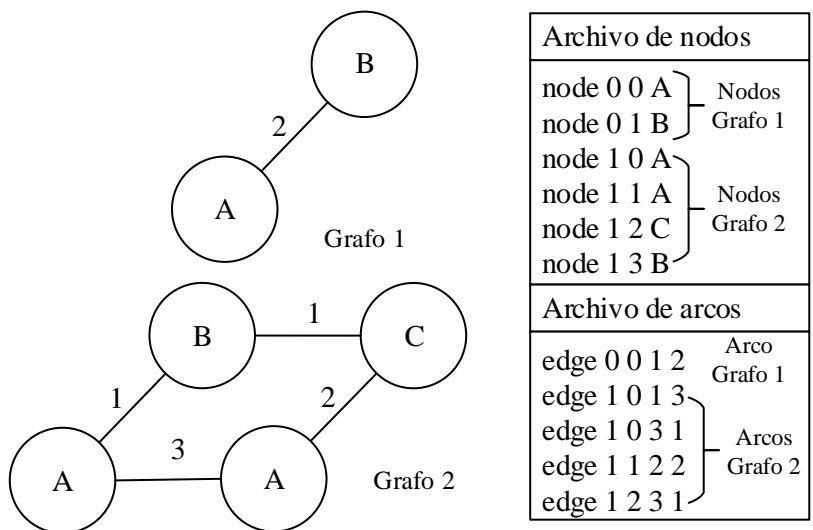 B
2
A
Grafo 1
B
1
C
1
2
3
A
A
Grafo 2
Archivo de nodos
node 0 0 A
node 0 1 B
Nodos
Grafo 1
node 1 0 A
node 1 1 A
node 1 2 C
node 1 3 B
Nodos
Grafo 2
Archivo de arcos
edge 0 0 1 2
Arco
Grafo 1
edge 1 0 1 3
edge 1 0 3 1
edge 1 1 2 2
edge 1 2 3 1
Arcos
Grafo 2